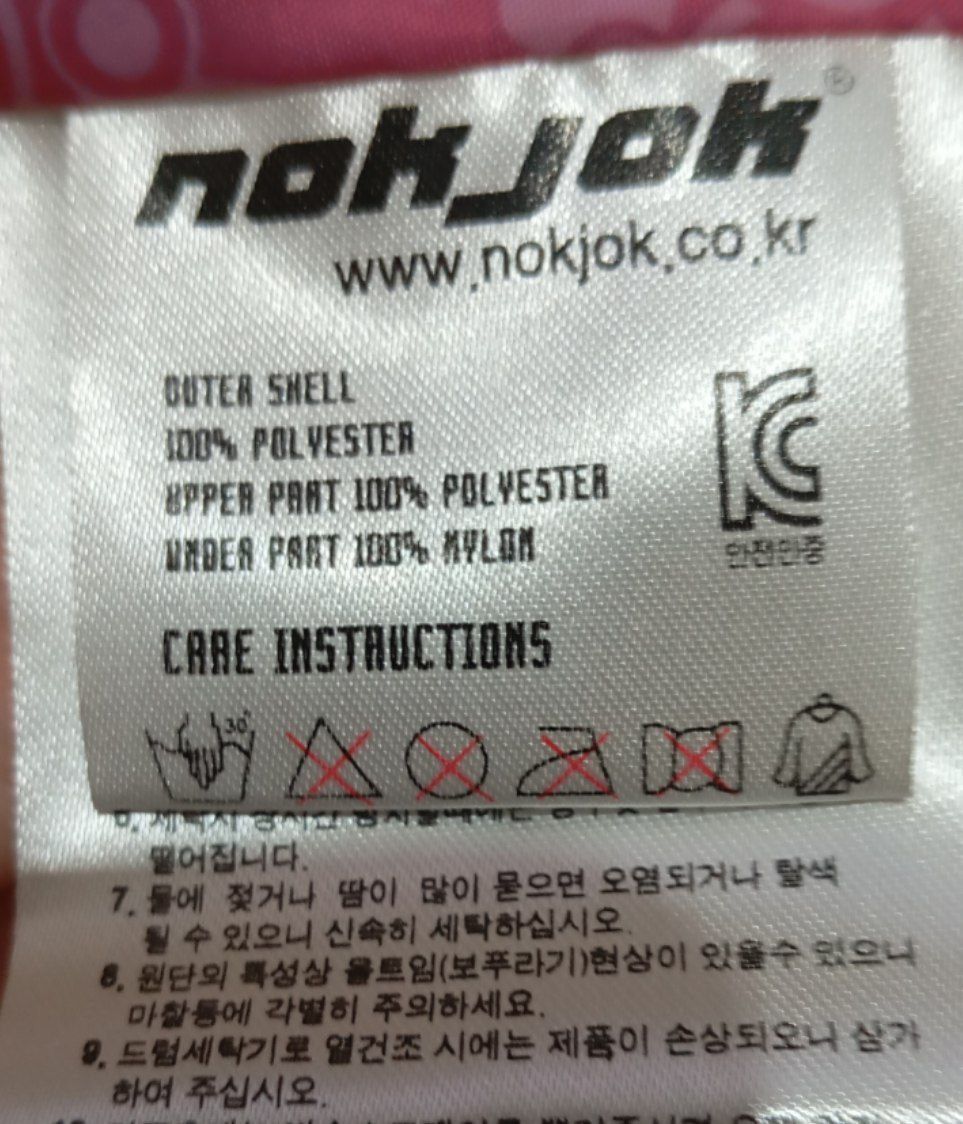 nokjok®
www.nokjok.co.kr
OUTER SHELL
100% POLYESTER
UPPER PART 100% POLYESTER
UNDER PART 100% NYLON
KC
안전인증
CARE INSTRUCTIONS
30°
떨어집니다.
7. 물에 젖거나 땀이 많이 묻으면 오염되거나 탈색
될 수 있으니 신속히 세탁하십시오.
8. 원단의 특성상 올트임(보푸라기)현상이 있을수 있으니
마찰등에 각별히 주의하세요.
9. 드럼세탁기로 열건조 시에는 제품이 손상되오니 삼가
하여 주십시오.